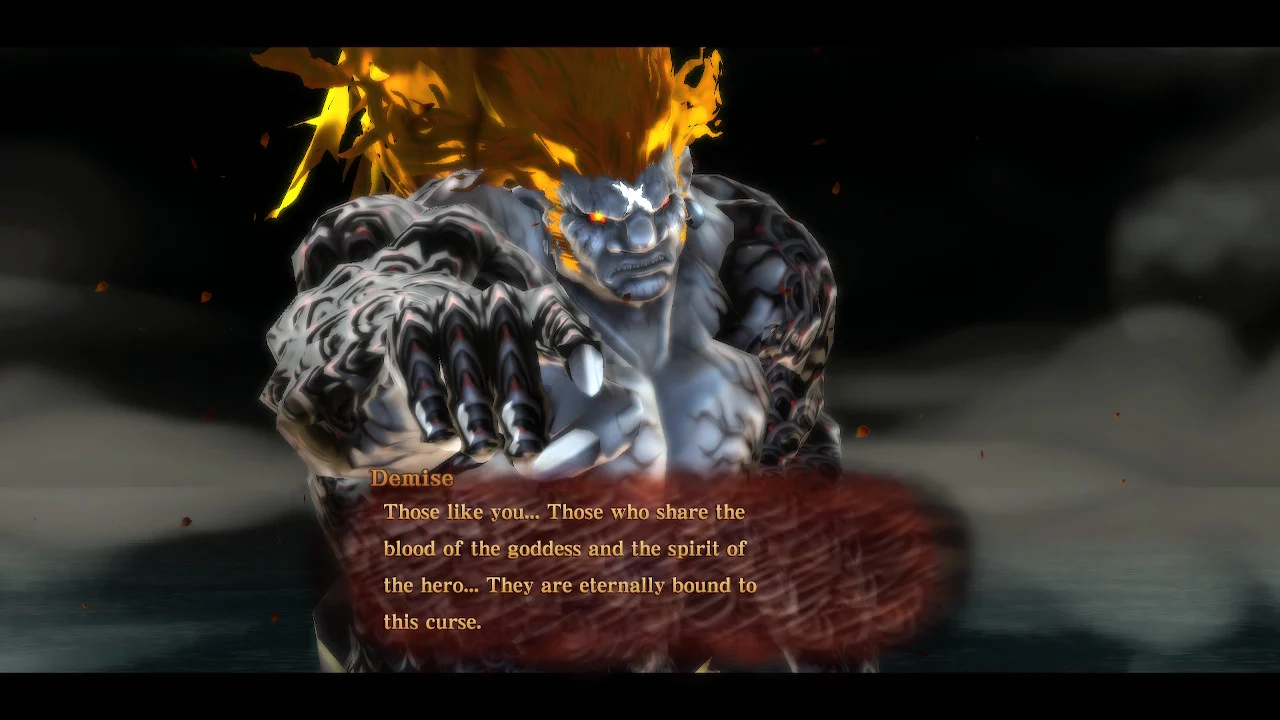 Demise
Those like you... Those who share the
blood of the goddess and the spirit of
the hero... They are eternally bound to
this curse.